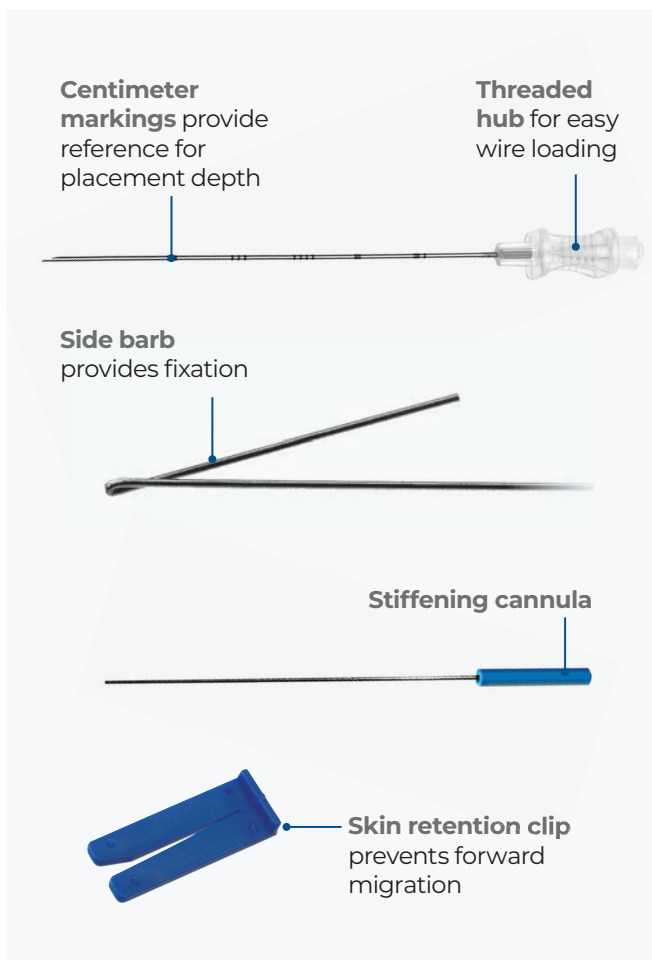 Centimeter
markings provide
reference for
placement depth
Threaded
hub for easy
wire loading
Side barb
provides fixation
Stiffening cannula
Skin retention clip
prevents forward
migration